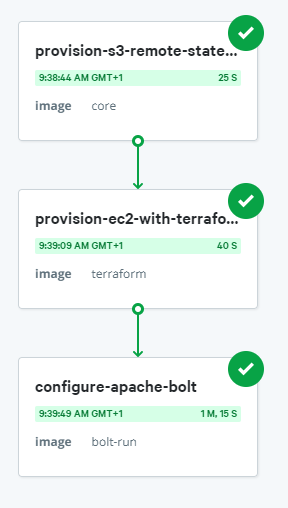 provision-s3-remote-state...
9:38:44 AM GMT+1 25 S
image core
provision-ec2-with-terrafo...
9:39:09 AM GMT+1 40 S
image terraform
configure-apache-bolt
9:39:49 AM GMT+1 1 M, 15 S
image bolt-run